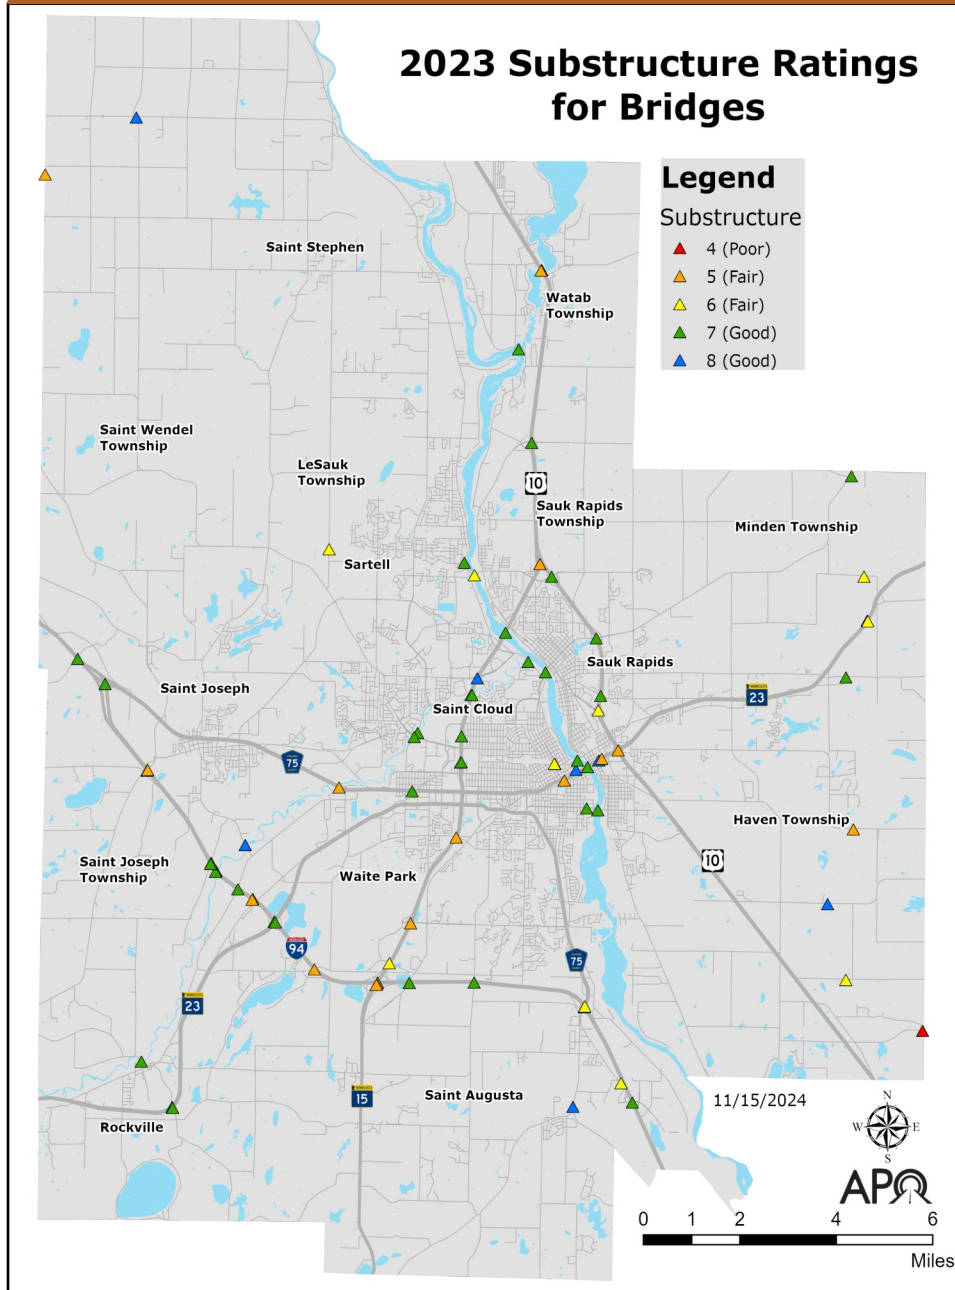 2023 Substructure Ratings
for Bridges
Legend
Substructure
4 (Poor)
5 (Fair)
6 (Fair)
7 (Good)
8 (Good)
Saint Stephen
Watab
Township
Saint Wendel
Township
LeSauk
Township
10
Sauk Rapids
Township
Minden Township
Sartell
Sauk Rapids
Saint Joseph
23
Saint Cloud
75
Haven Township
10
Saint Joseph
Township
Waite Park
94
75
23
15
Saint Augusta
11/15/2024
Rockville
N
W
E
S
APO
0 1 2 4 6
Miles